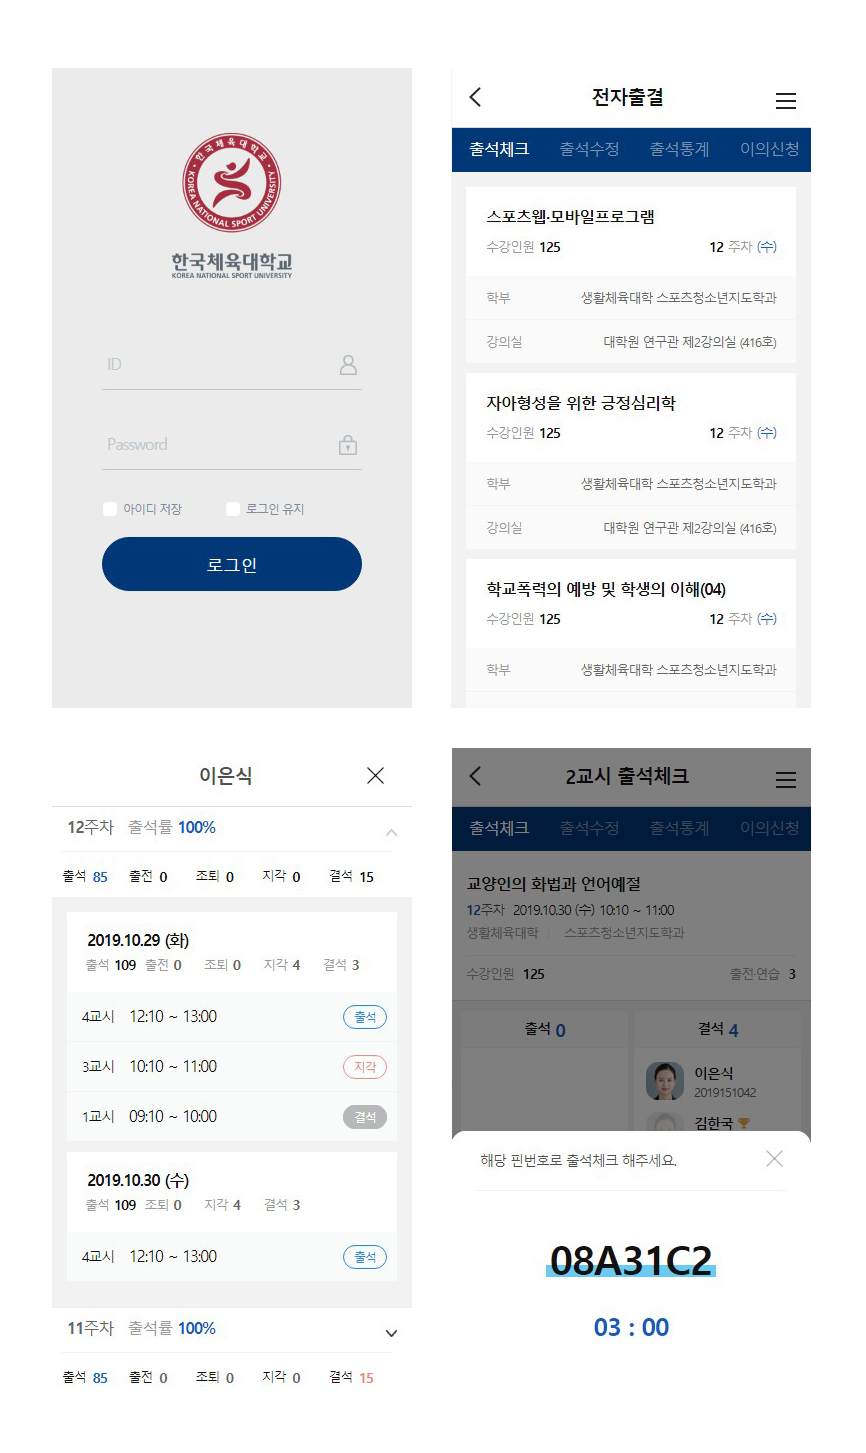 한국체육대학교
KOREA NATIONAL SPORT UNIVERSITY
한국체육대학교
KOREA NATIONAL SPORT UNIVERSITY
ID
Password
아이디 저장 로그인 유지
로그인
전자출결
출석체크 출석수정 출석통계 이의신청
스포츠웹·모바일프로그램
수강인원 125 12 주차 (수)
학부 생활체육대학 스포츠청소년지도학과
강의실 대학원 연구관 제2강의실 (416호)
자아형성을 위한 긍정심리학
수강인원 125 12 주차 (수)
학부 생활체육대학 스포츠청소년지도학과
강의실 대학원 연구관 제2강의실 (416호)
학교폭력의 예방 및 학생의 이해(04)
수강인원 125 12 주차 (수)
학부 생활체육대학 스포츠청소년지도학과
이은식
12주차 출석률 100%
출석 85 출전 0 조퇴 0 지각 0 결석 15
2019.10.29 (화)
출석 109 출전 0 조퇴 0 지각 4 결석 3
4교시 12:10 ~ 13:00 출석
3교시 10:10 ~ 11:00 지각
1교시 09:10 ~ 10:00 결석
2019.10.30 (수)
출석 109 조퇴 0 지각 4 결석 3
4교시 12:10 ~ 13:00 출석
11주차 출석률 100%
출석 85 출전 0 조퇴 0 지각 0 결석 15
2교시 출석체크
출석체크 출석수정 출석통계 이의신청
교양인의 화법과 언어예절
12주차 2019.10.30 (수) 10:10 ~ 11:00
생활체육대학 스포츠청소년지도학과
수강인원 125 출전·연습 3
출석 0 결석 4
이은식
2019151042
김한국
해당 핀번호로 출석체크 해주세요.
08A31C2
03 : 00